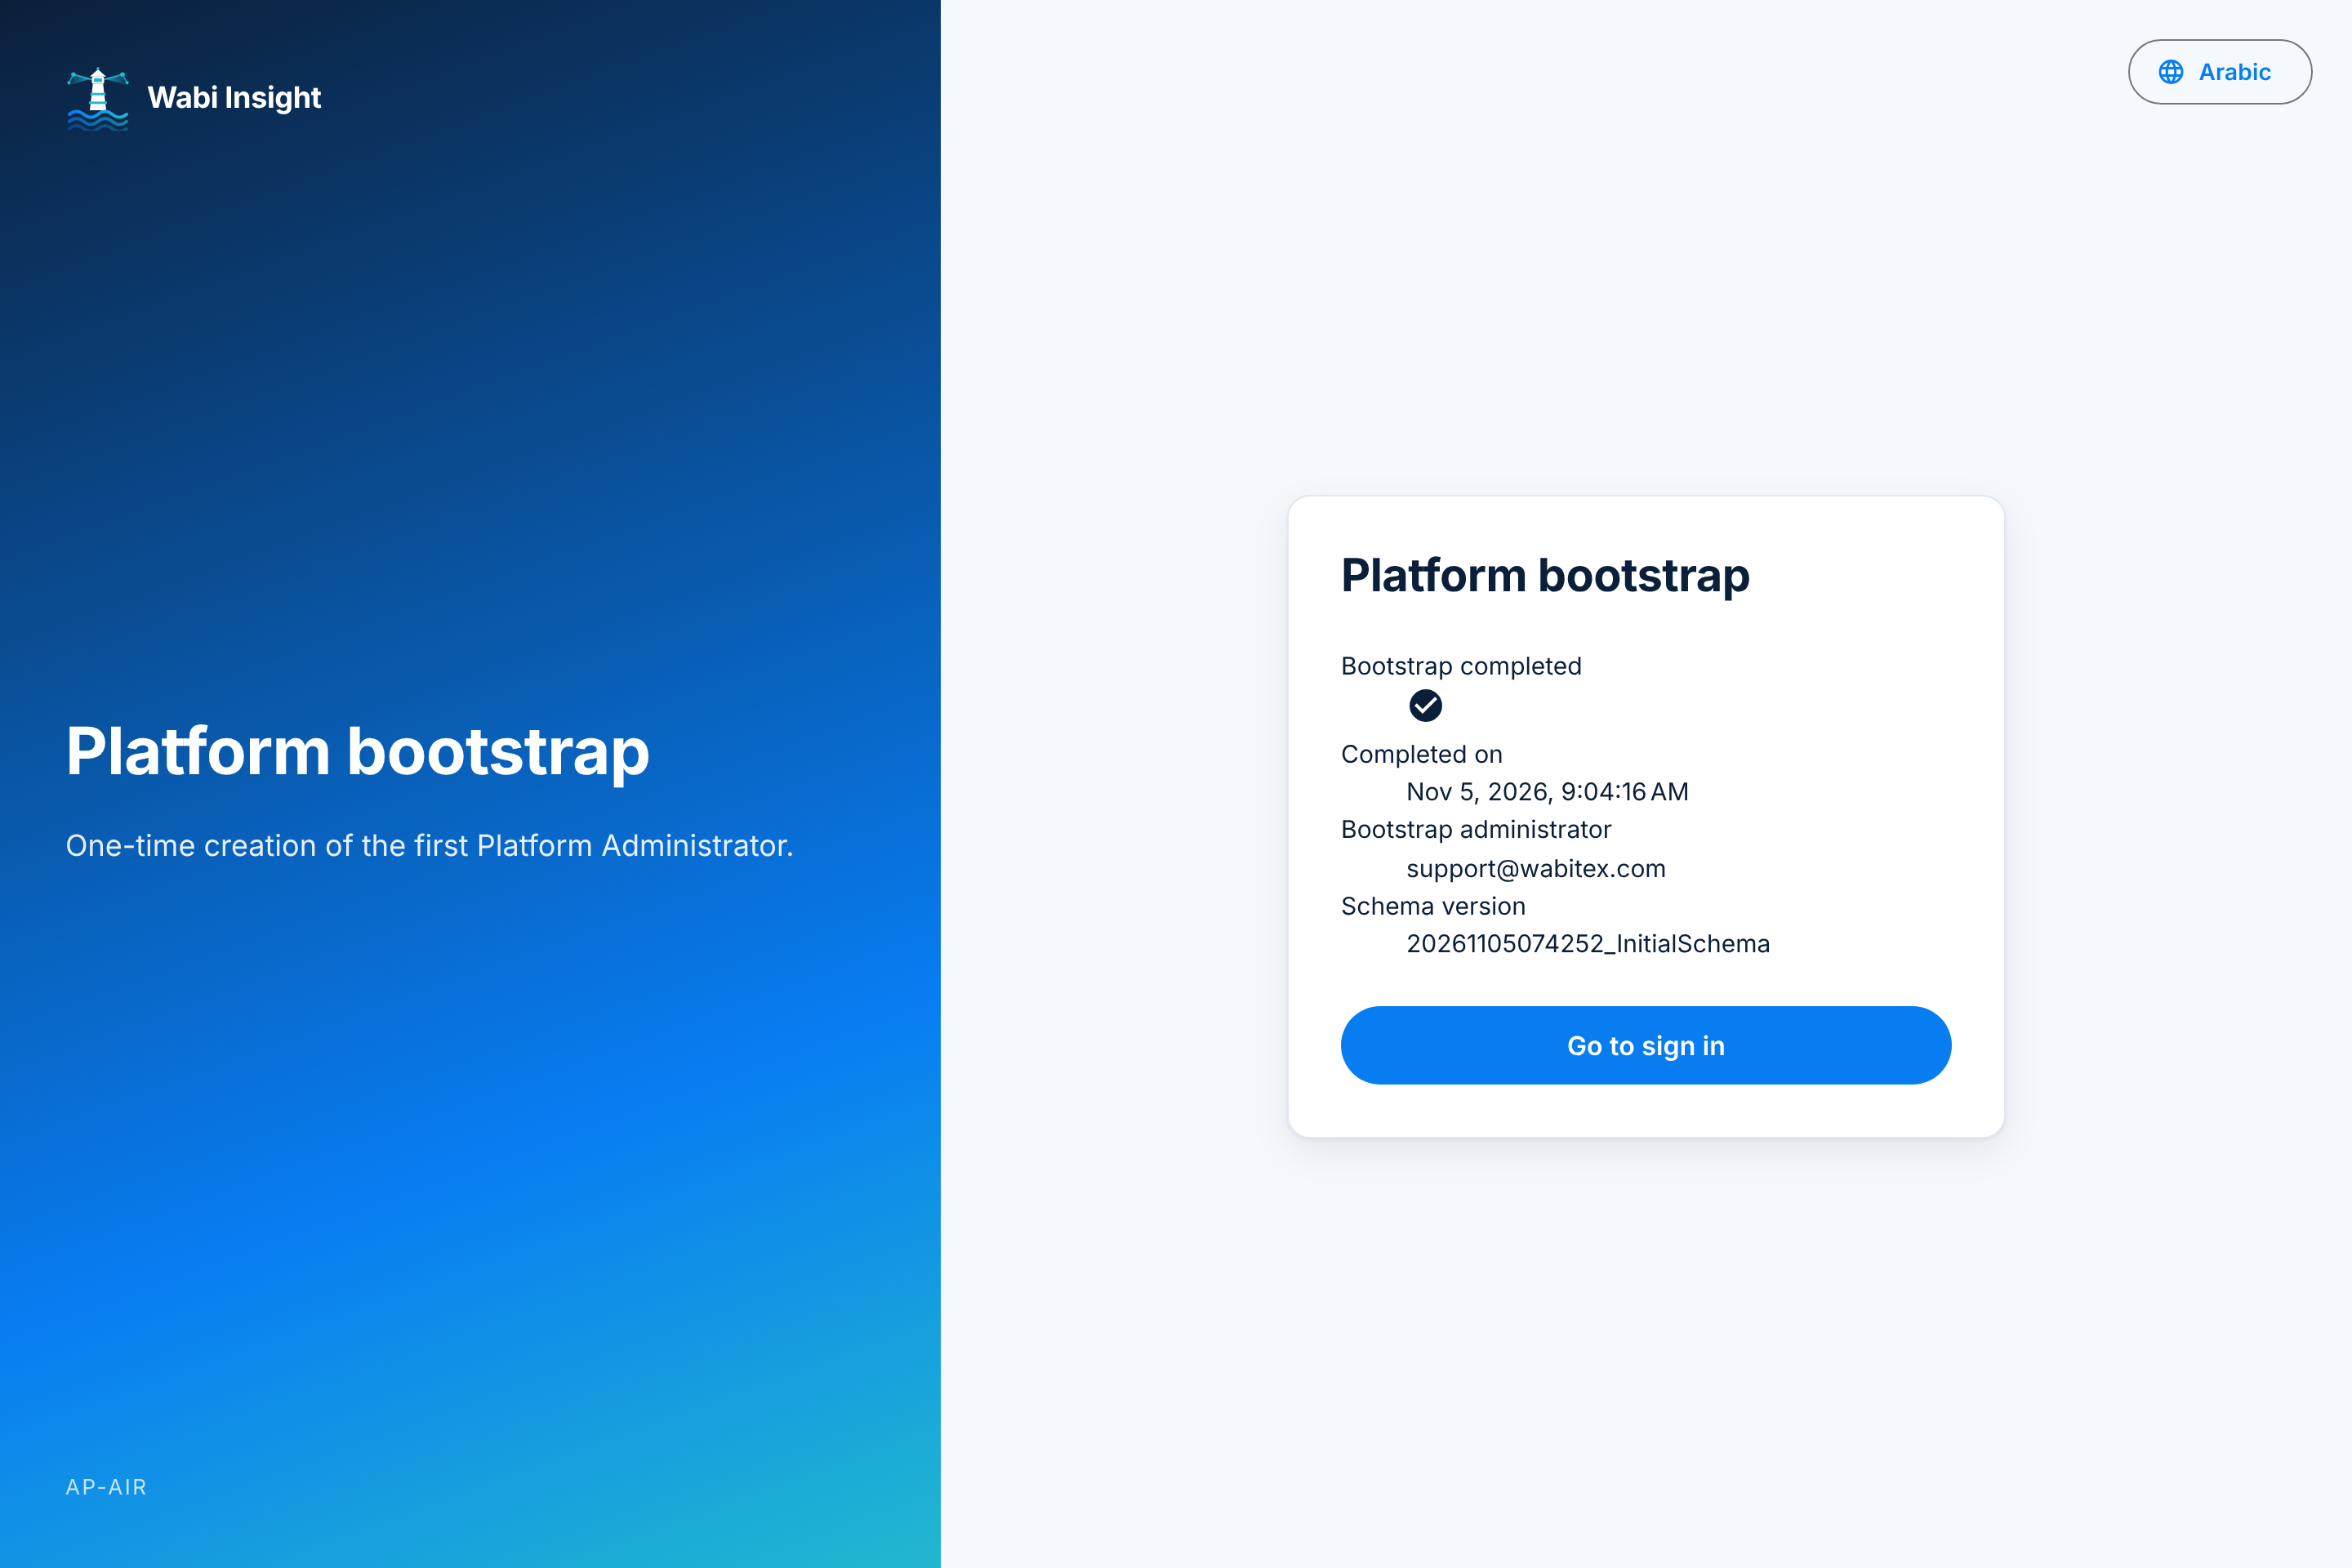 Wabi Insight
Platform bootstrap
One-time creation of the first Platform Administrator.
AP-AIR
Arabic
Platform bootstrap
Bootstrap completed
Completed on
Nov 5, 2026, 9:04:16 AM
Bootstrap administrator
support@wabitex.com
Schema version
20261105074252_InitialSchema
Go to sign in